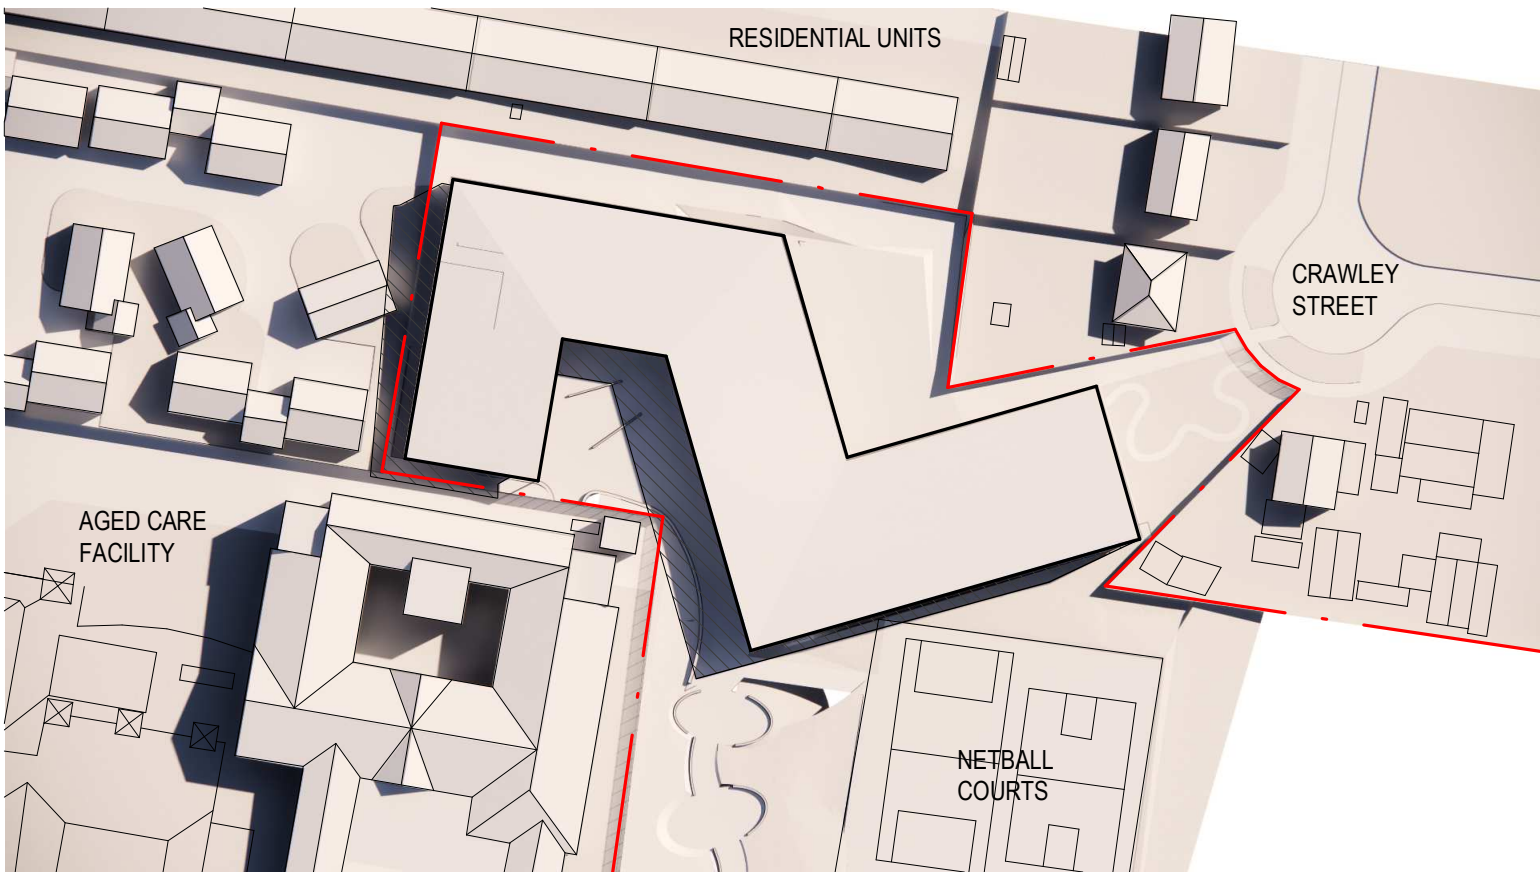 RESIDENTIAL UNITS
CRAWLEY
STREET
AGED CARE
FACILITY
NETBALL
COURTS